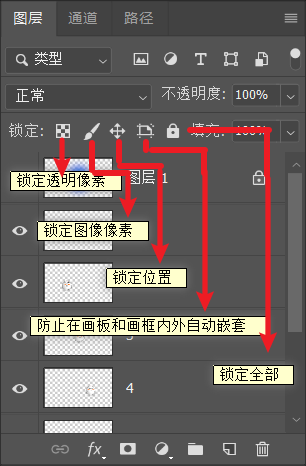 图层 通道 路径
类型
正常 不透明度: 100%
锁定: 填充: 100%
图层 1
锁定透明像素
锁定图像像素
锁定位置
防止在画板和画框内外自动嵌套
锁定全部
4
fx